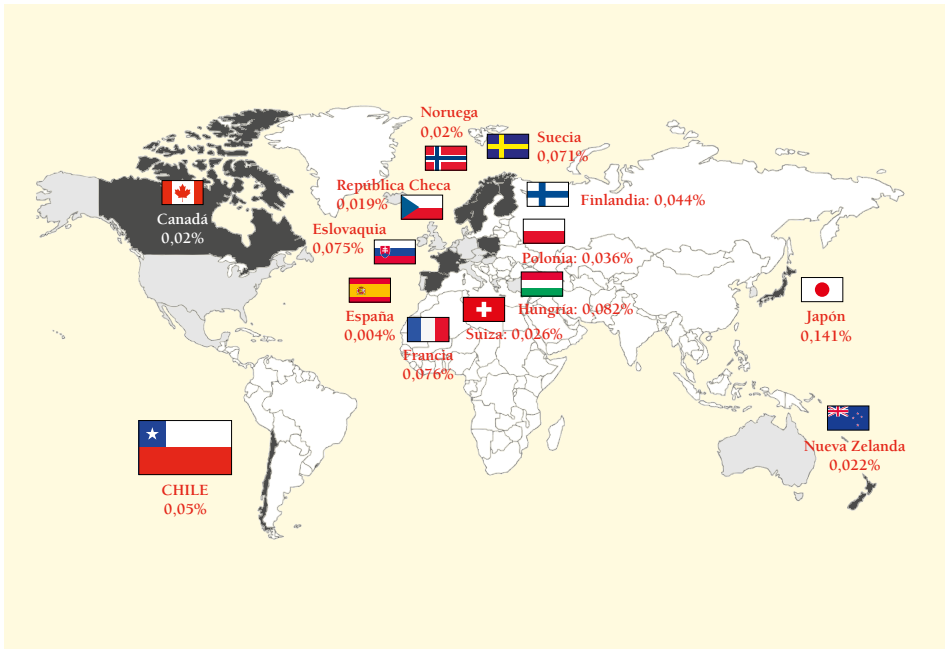 Noruega
0,02%
Suecia
0,071%
República Checa
0,019%
Finlandia: 0,044%
Canadá
0,02%
Eslovaquia
0,075%
Polonia: 0,036%
España
0,004%
Hungría: 0,082%
Suiza: 0,026%
Japón
0,141%
Francia
0,076%
Nueva Zelanda
0,022%
CHILE
0,05%